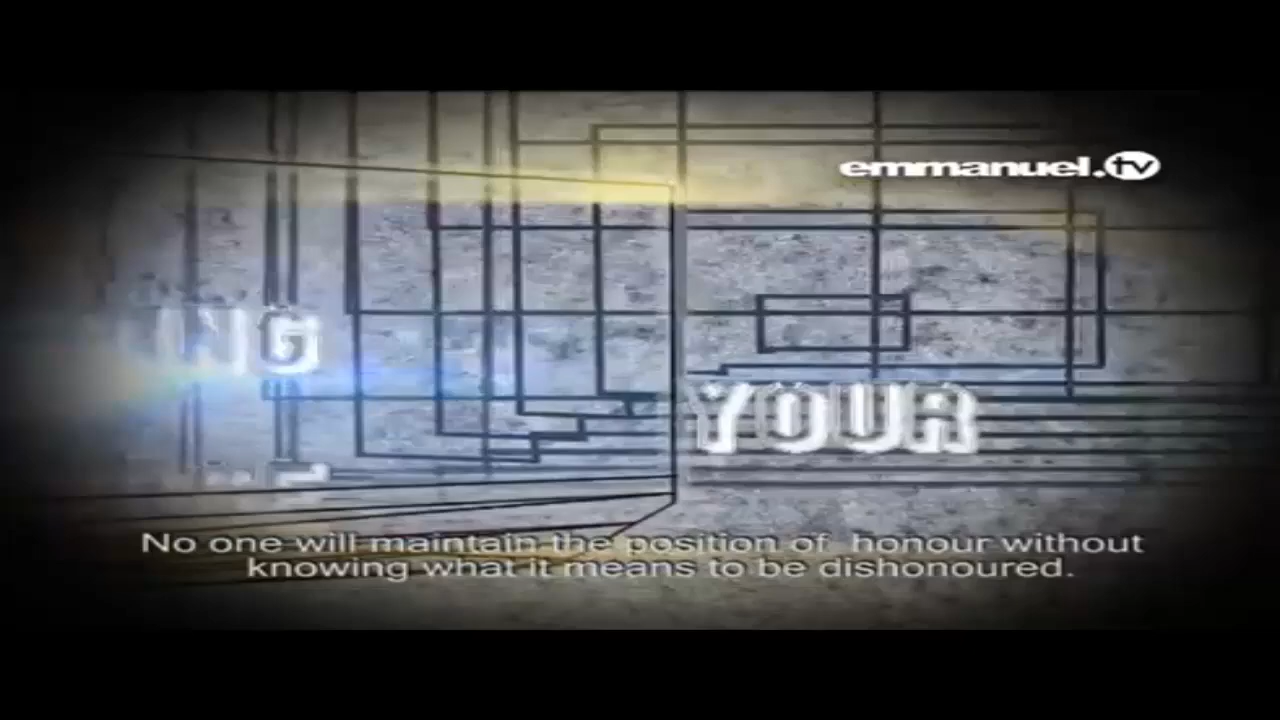 emmanuel.tv
YOUR
No one will maintain the position of honour without
knowing what it means to be dishonoured.